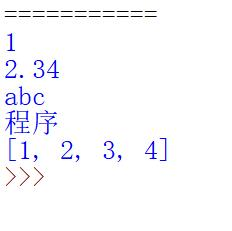 ===========
1
2.34
abc
程序
[1, 2, 3, 4]
>>>